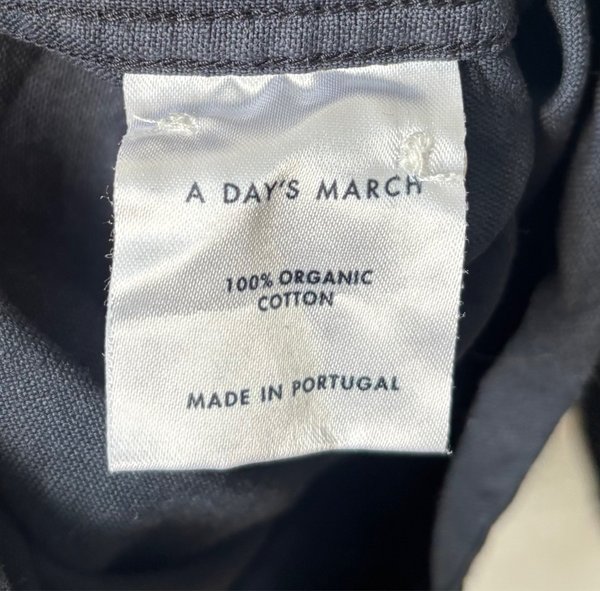 A DAY'S MARCH
100% ORGANIC
COTTON
MADE IN PORTUGAL